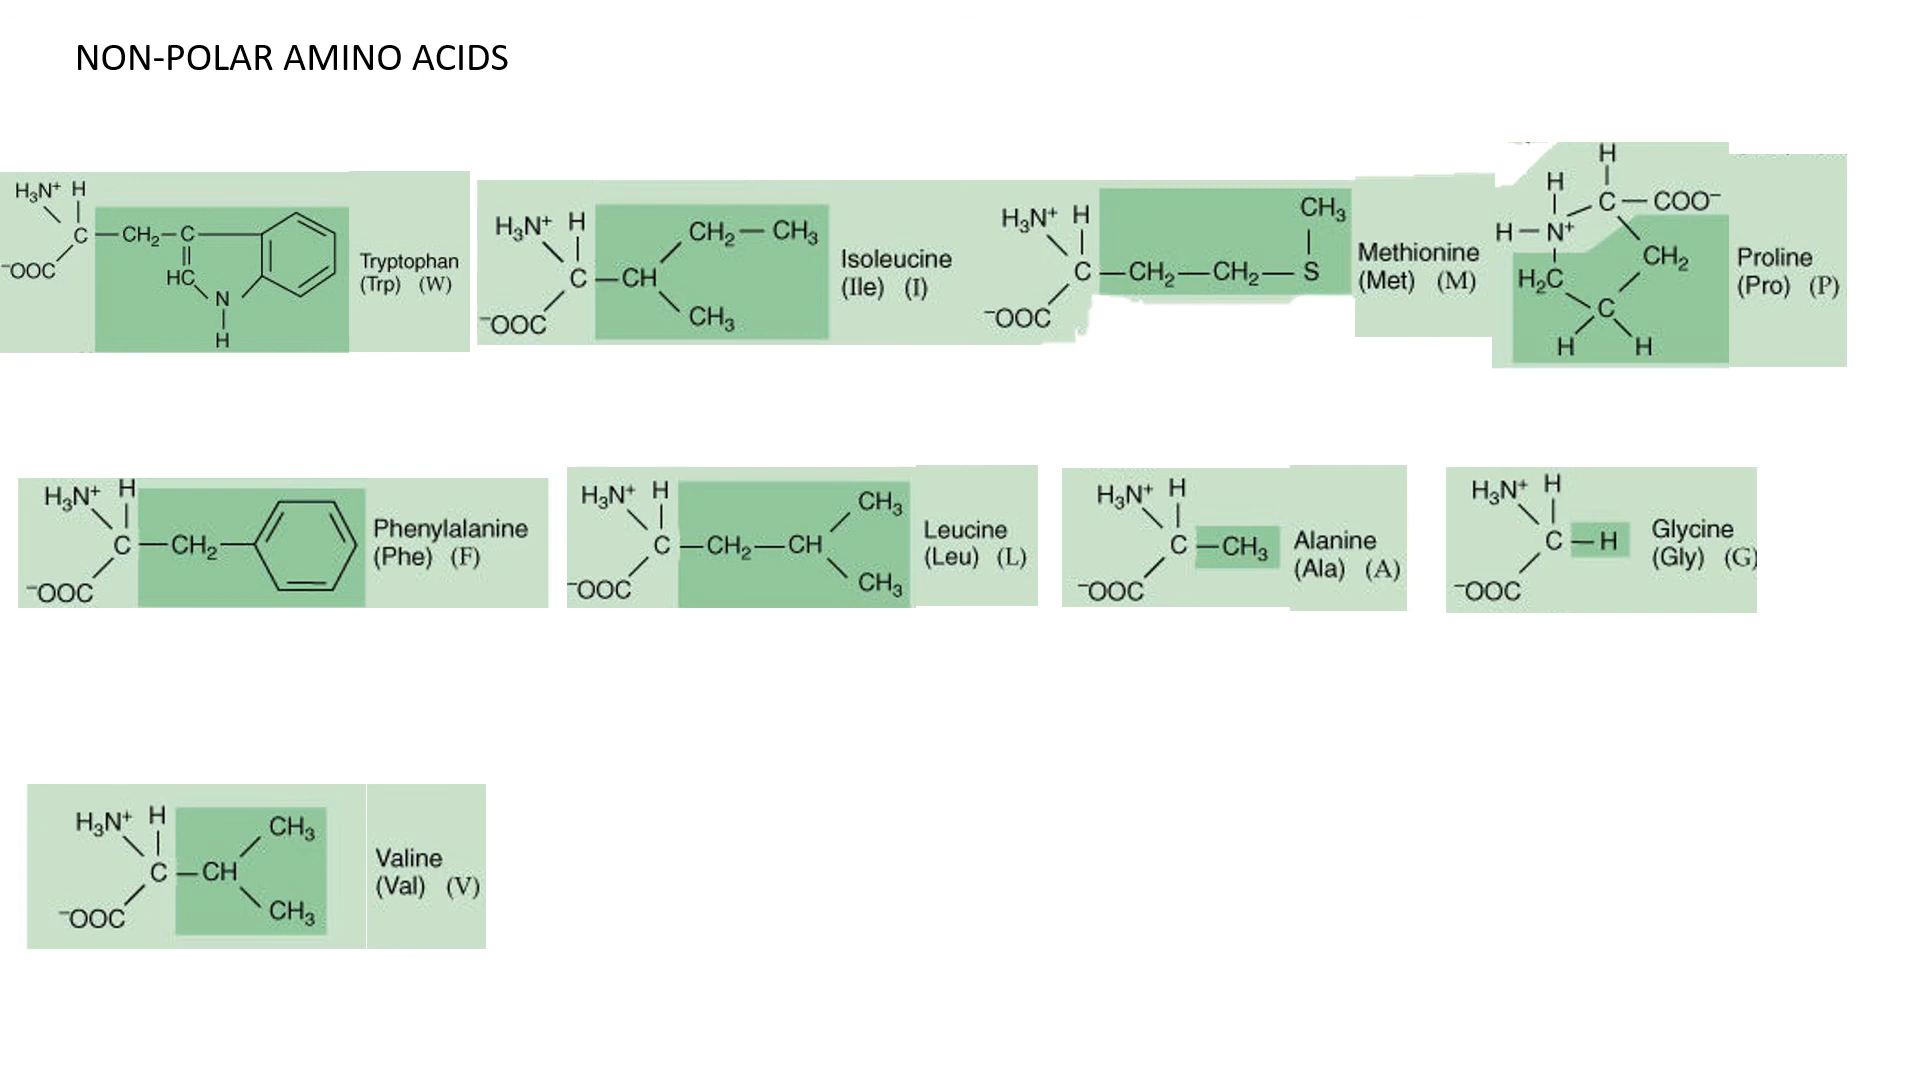 NON-POLAR AMINO ACIDS
H₃N⁺ H
C—CH₂—C
⁻OOC
HC
N
H
Tryptophan
(Trp) (W)
H₃N⁺ H
CH₂—CH₃
C—CH
⁻OOC
CH₃
Isoleucine
(Ile) (I)
H₃N⁺ H
CH₃
C—CH₂—CH₂—S
⁻OOC
Methionine
(Met) (M)
H
H
C—COO⁻
H—N⁺
CH₂
H₂C
C
H H
Proline
(Pro) (P)
H₃N⁺ H
C—CH₂
⁻OOC
Phenylalanine
(Phe) (F)
H₃N⁺ H
CH₃
C—CH₂—CH
⁻OOC
CH₃
Leucine
(Leu) (L)
H₃N⁺ H
C—CH₃
⁻OOC
Alanine
(Ala) (A)
H₃N⁺ H
C—H
⁻OOC
Glycine
(Gly) (G)
H₃N⁺ H
CH₃
C—CH
⁻OOC
CH₃
Valine
(Val) (V)